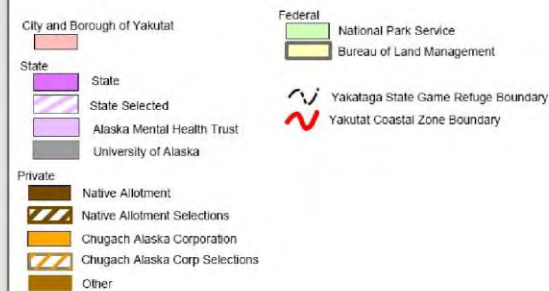 City and Borough of Yakutat
State
State
State Selected
Alaska Mental Health Trust
University of Alaska
Private
Native Allotment
Native Allotment Selections
Chugach Alaska Corporation
Chugach Alaska Corp Selections
Other
Federal
National Park Service
Bureau of Land Management
Yakataga State Game Refuge Boundary
Yakutat Coastal Zone Boundary